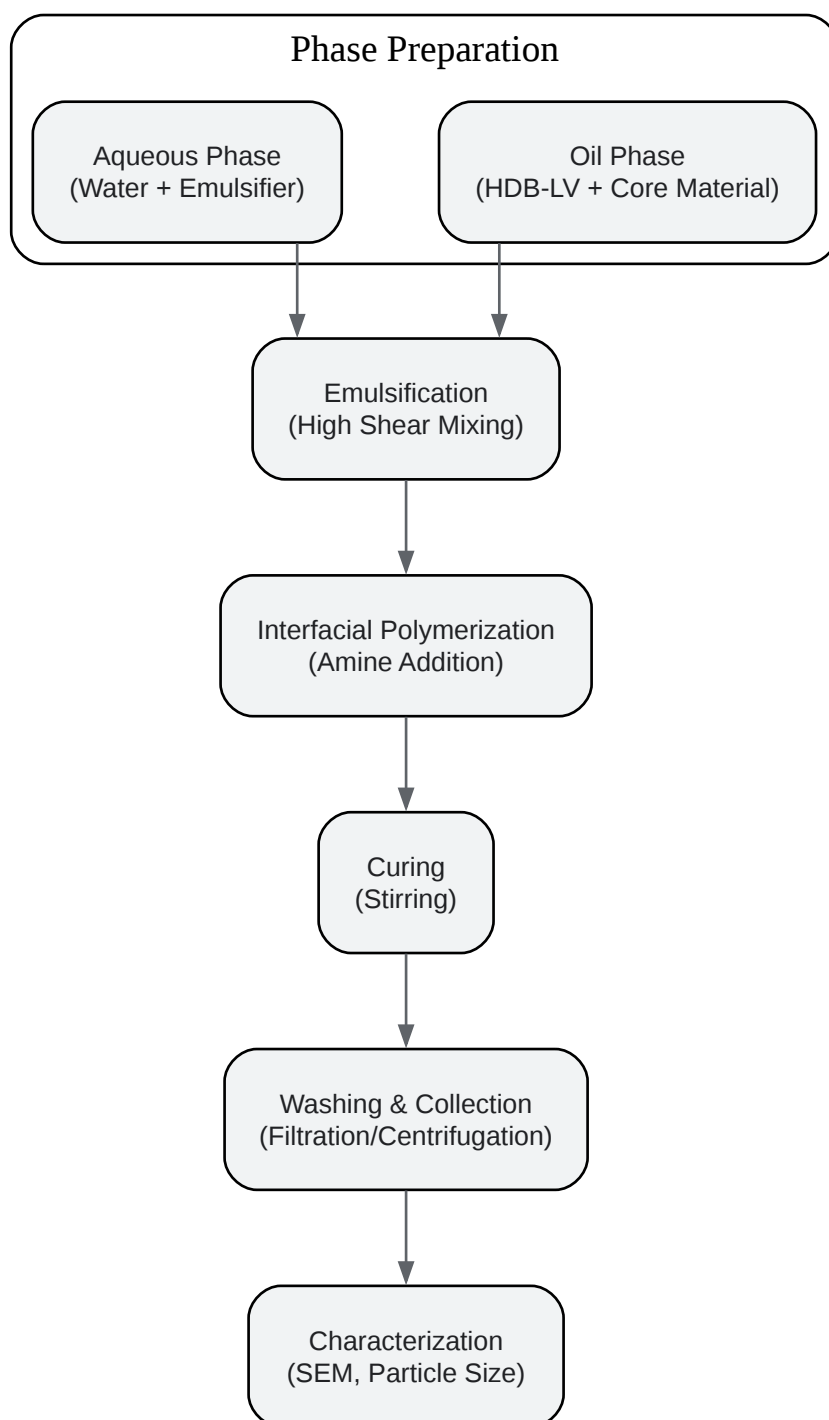 Phase Preparation
Aqueous Phase
(Water + Emulsifier)
Oil Phase
(HDB-LV + Core Material)
Emulsification
(High Shear Mixing)
Interfacial Polymerization
(Amine Addition)
Curing
(Stirring)
Washing & Collection
(Filtration/Centrifugation)
Characterization
(SEM, Particle Size)